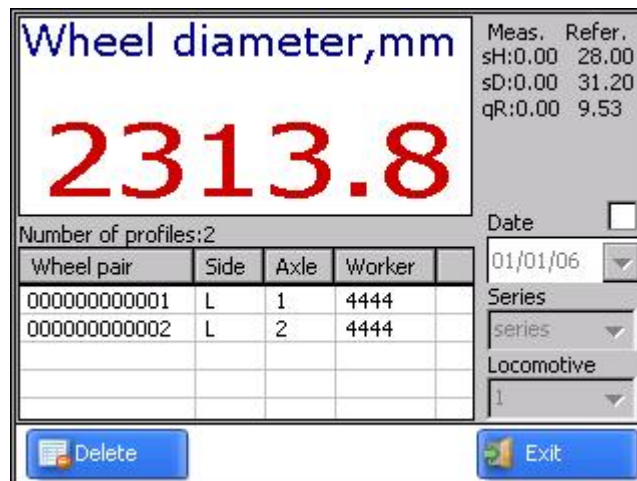 Wheel diameter,mm
2313.8
Meas. Refer.
sH:0.00 28.00
sD:0.00 31.20
qR:0.00 9.53
Number of profiles:2
Wheel pair Side Axle Worker
000000000001 L 1 4444
000000000002 L 2 4444
Date
01/01/06
Series
series
Locomotive
1
Delete
Exit